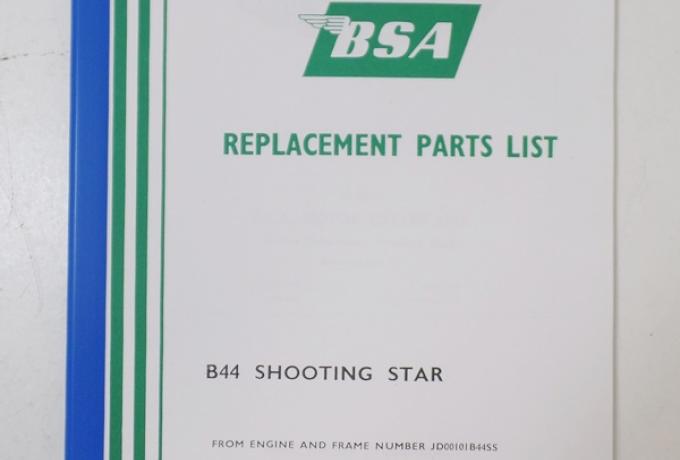 BSA
REPLACEMENT PARTS LIST
B44 SHOOTING STAR
FROM ENGINE AND FRAME NUMBER JD00101B44SS